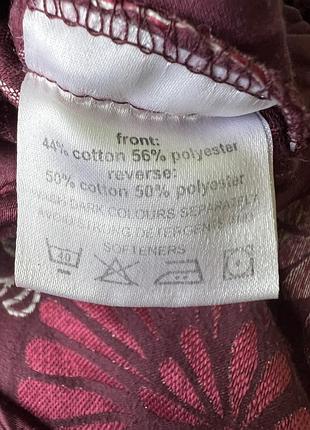 front:
44% cotton 56% polyester
reverse:
50% cotton 50% polyester
WASH DARK COLOURS SEPARATELY
AVOID STRONG DETERGENTS AND
SOFTENERS
40